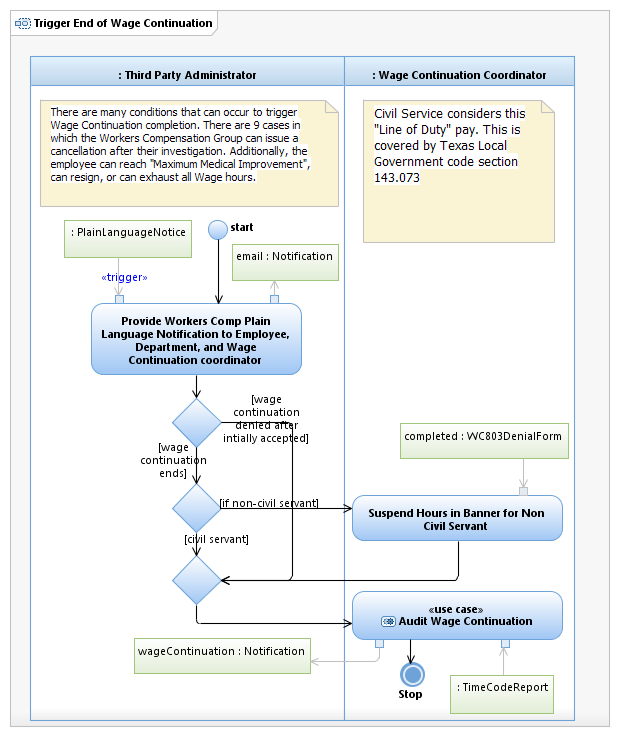 Trigger End of Wage Continuation
: Third Party Administrator
: Wage Continuation Coordinator
There are many conditions that can occur to trigger
Wage Continuation completion. There are 9 cases in
which the Workers Compensation Group can issue a
cancellation after their investigation. Additionally, the
employee can reach "Maximum Medical Improvement",
can resign, or can exhaust all Wage hours.
Civil Service considers this
"Line of Duty" pay. This is
covered by Texas Local
Government code section
143.073
: PlainLanguageNotice
start
email : Notification
«trigger»
Provide Workers Comp Plain
Language Notification to Employee,
Department, and Wage
Continuation coordinator
[wage
continuation
denied after
intially accepted]
[wage
continuation
ends]
completed : WC803DenialForm
[if non-civil servant]
Suspend Hours in Banner for Non
Civil Servant
[civil servant]
«use case»
Audit Wage Continuation
wageContinuation : Notification
Stop
: TimeCodeReport